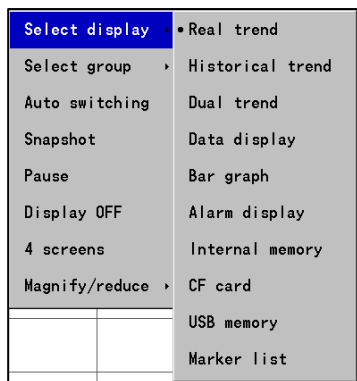 Select display
Select group
Auto switching
Snapshot
Pause
Display OFF
4 screens
Magnify/reduce
Real trend
Historical trend
Dual trend
Data display
Bar graph
Alarm display
Internal memory
CF card
USB memory
Marker list